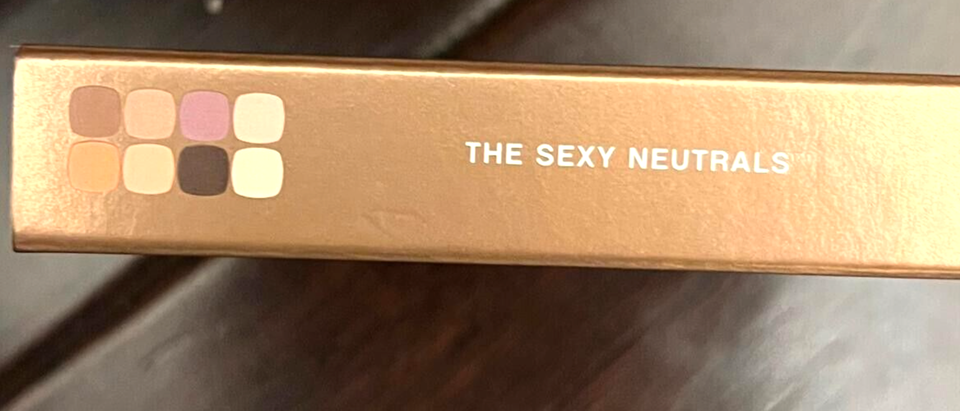 THE SEXY NEUTRALS